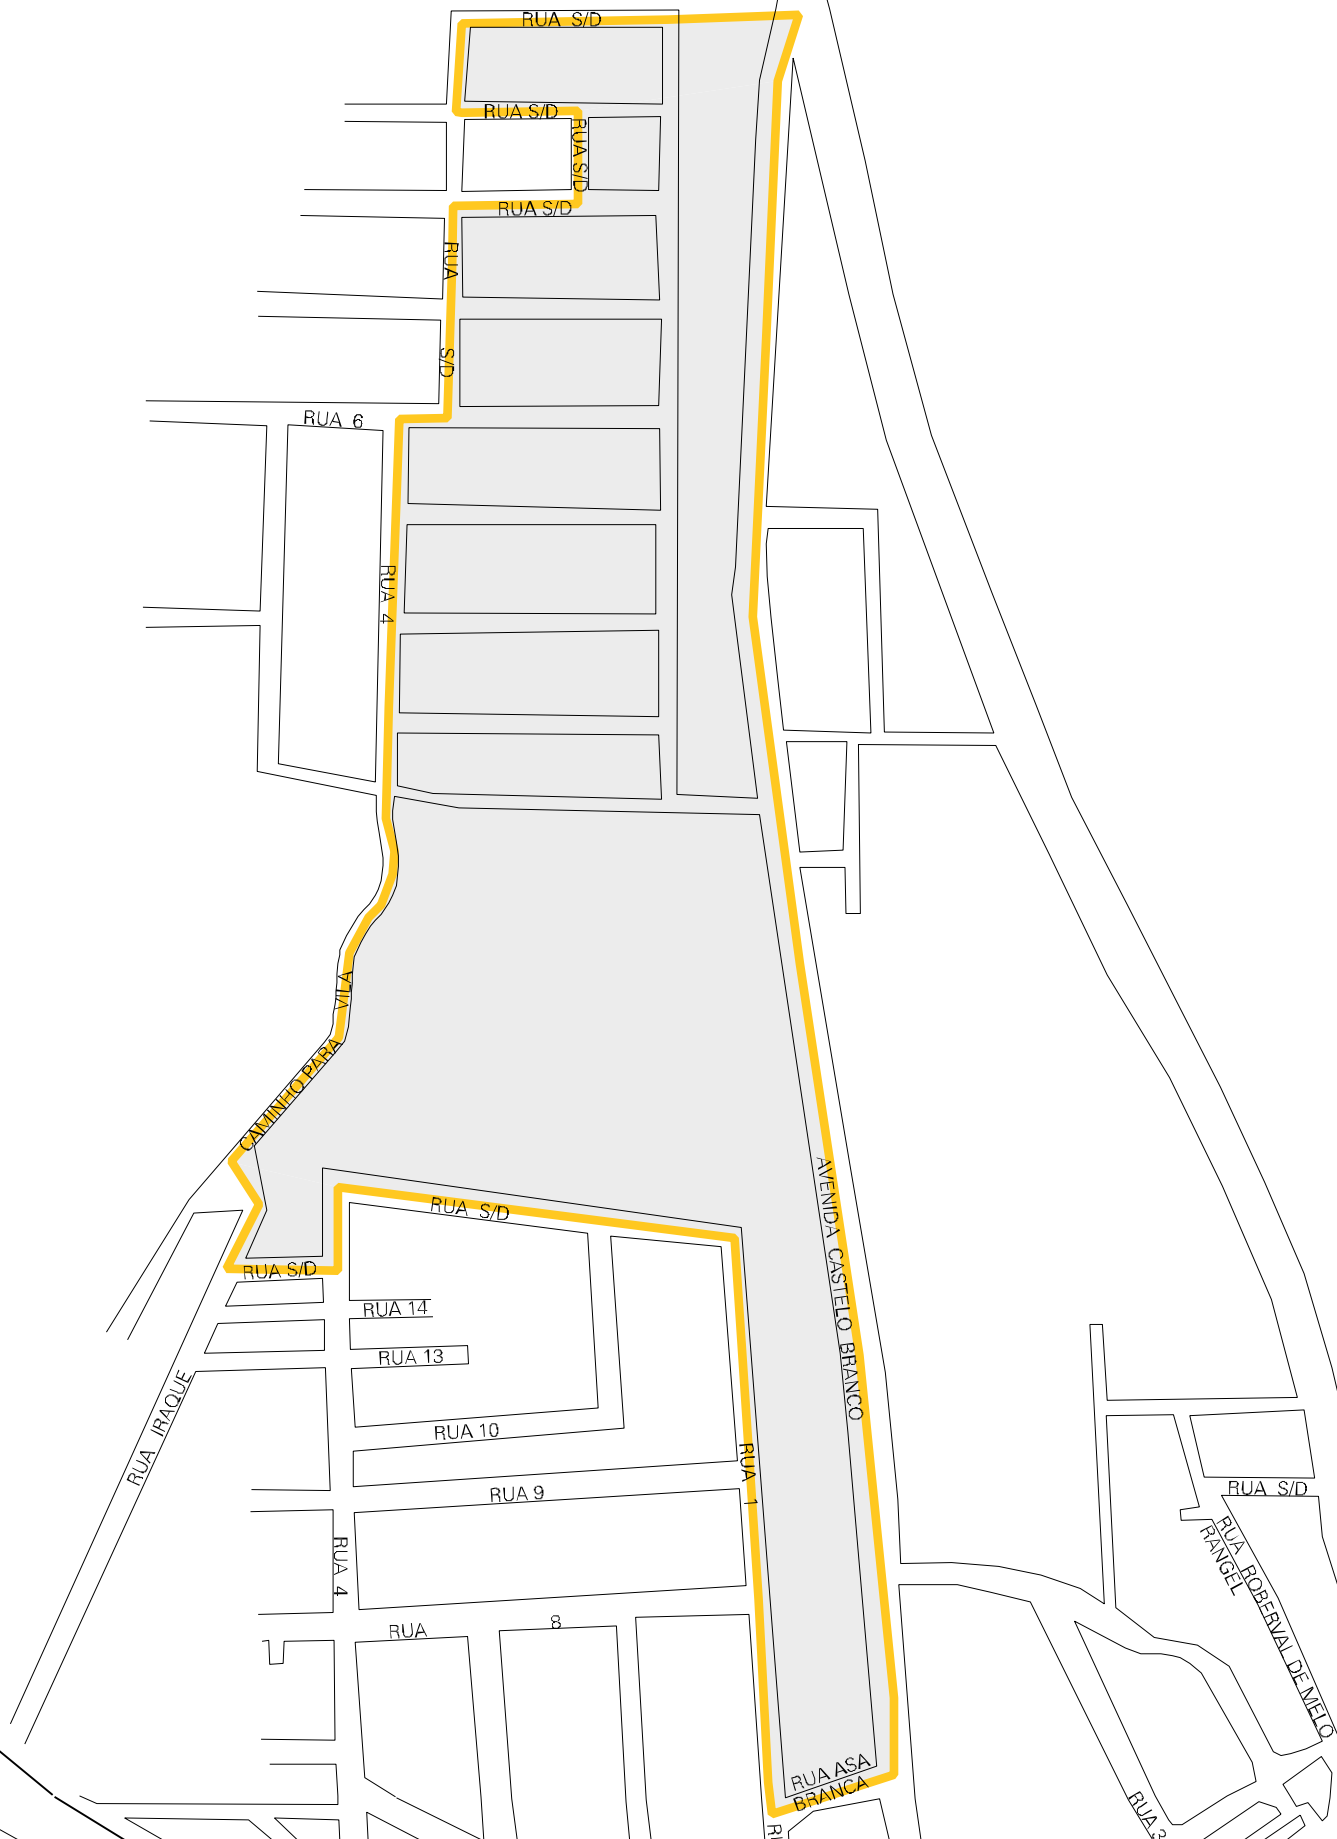 RUA S/D
RUA S/D
RUA S/D
RUA S/D
RUA S/D
RUA 6
RUA 4
VILA
CAMINHO PARA
AVENIDA CASTELO BRANCO
RUA S/D
RUA S/D
RUA 14
RUA 13
RUA IRAQUE
RUA 10
RUA 1
RUA 9
RUA S/D
RUA ROBERVAL DE MELO
RANGEL
RUA 4
RUA 8
RUA ASA
BRANCA
RUA 3